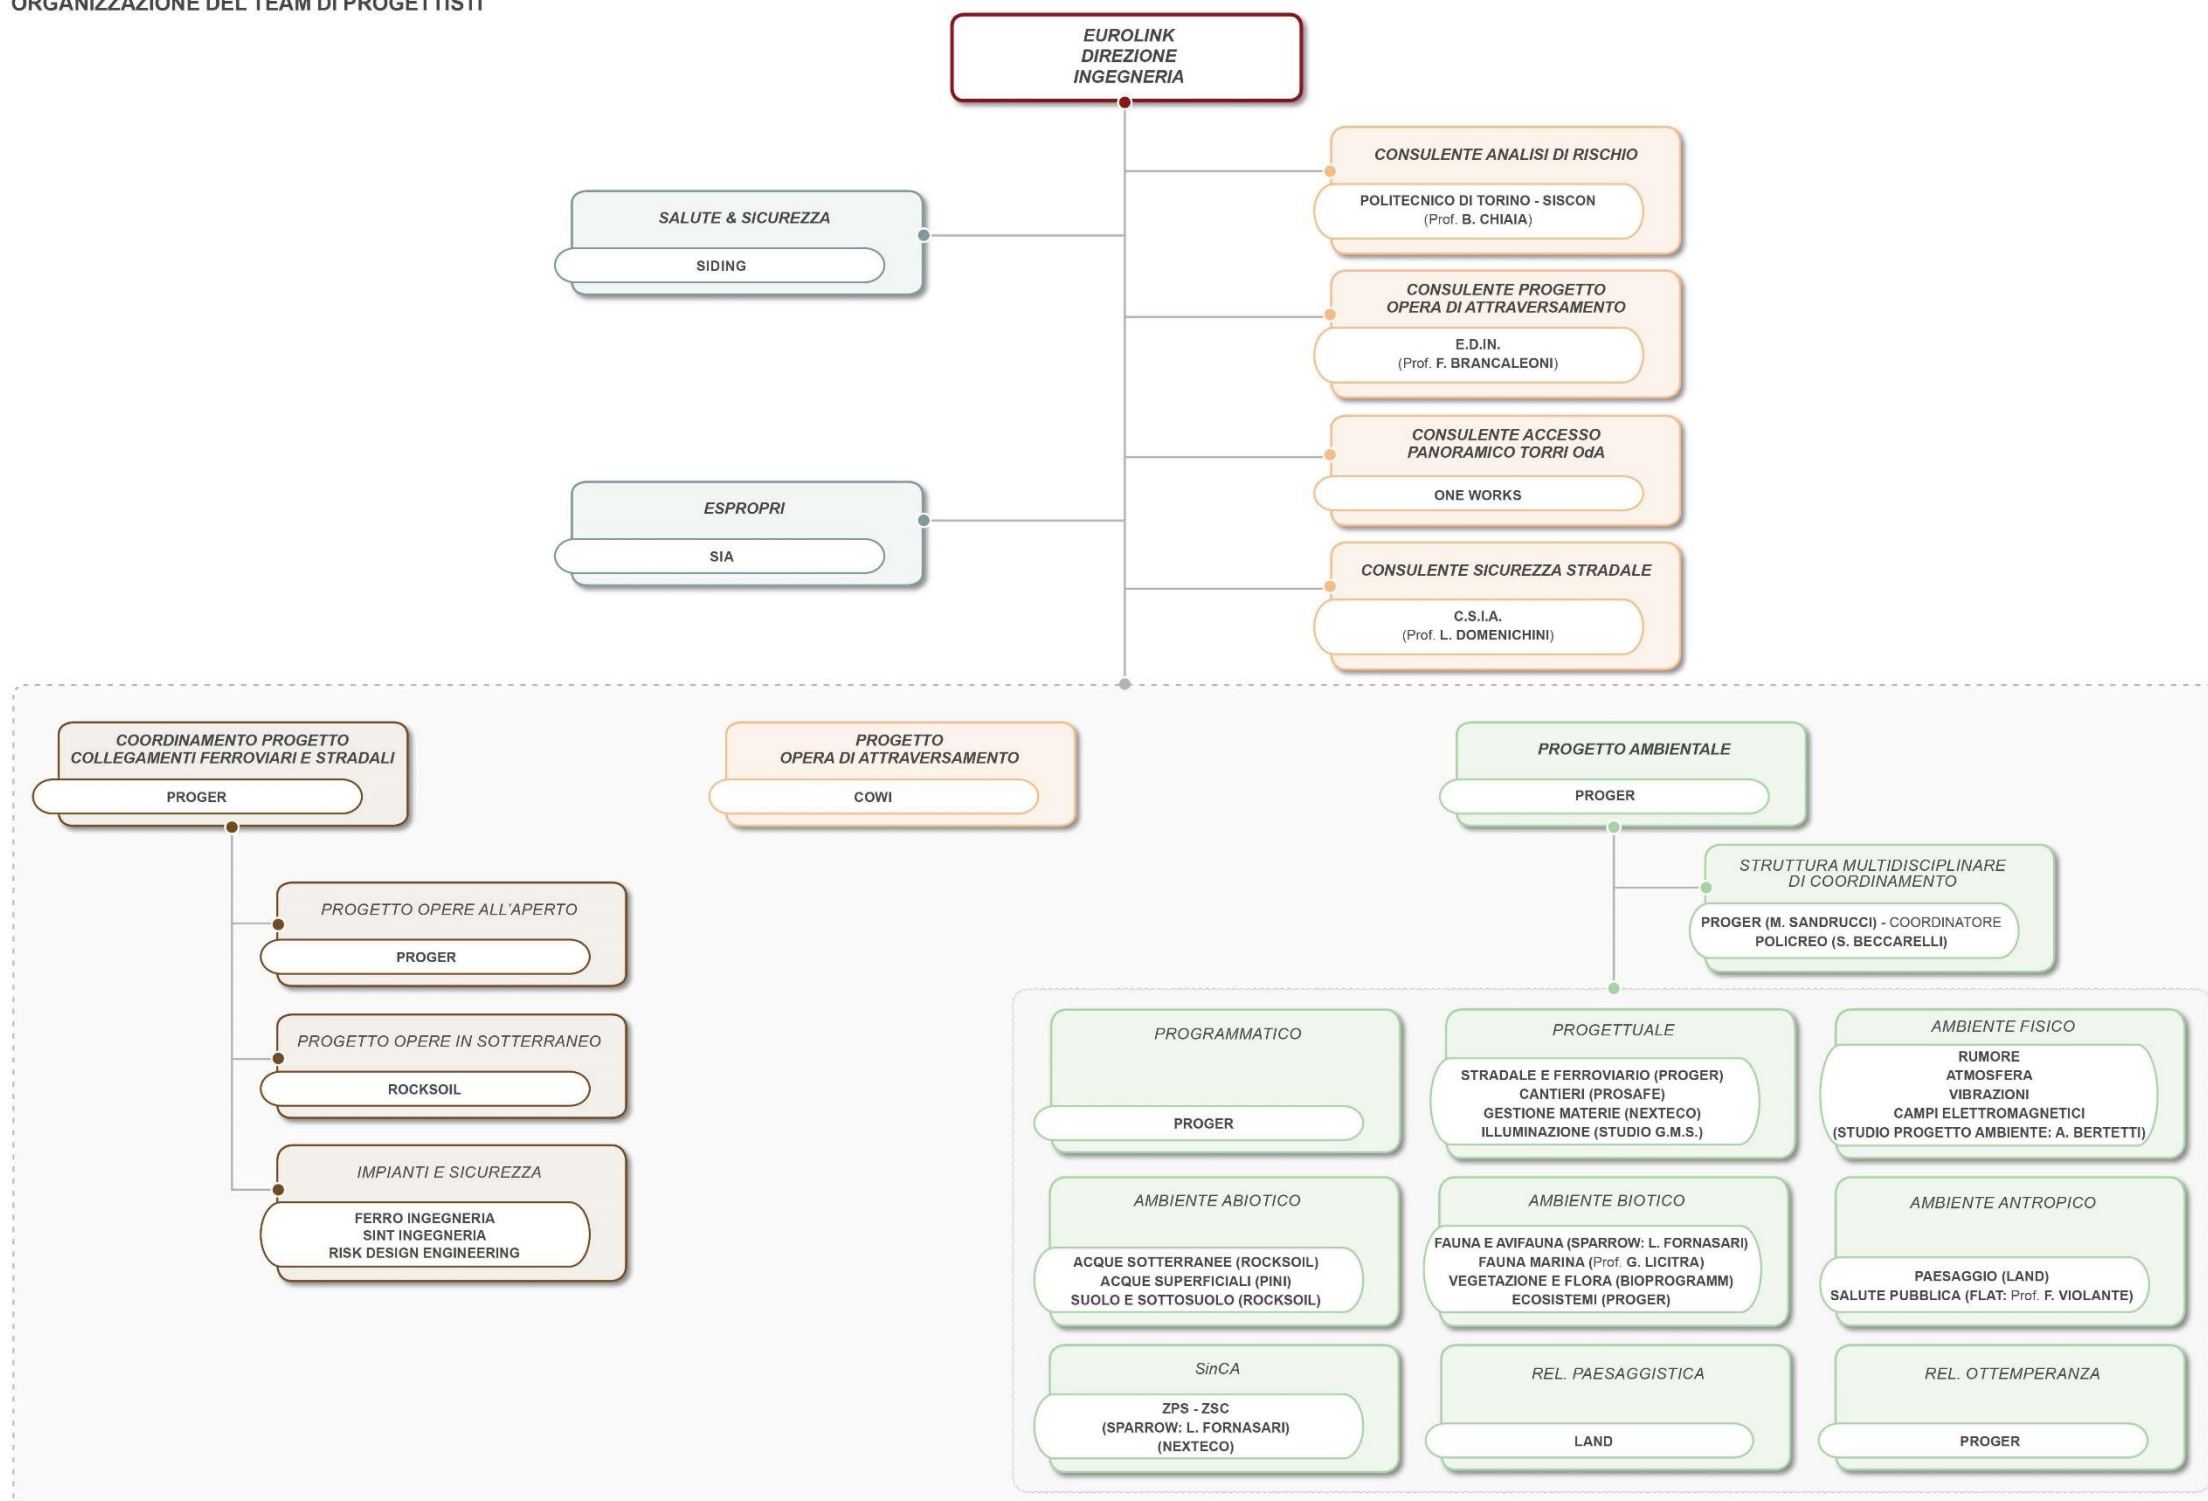 ORGANIZZAZIONE DEL TEAM DI PROGETTISTI
EUROLINK
DIREZIONE
INGEGNERIA
CONSULENTE ANALISI DI RISCHIO
POLITECNICO DI TORINO - SISCON
(Prof. B. CHIAIA)
SALUTE & SICUREZZA
SIDING
CONSULENTE PROGETTO
OPERA DI ATTRAVERSAMENTO
E.D.IN.
(Prof. F. BRANCALEONI)
CONSULENTE ACCESSO
PANORAMICO TORRI OdA
ONE WORKS
ESPROPRI
SIA
CONSULENTE SICUREZZA STRADALE
C.S.I.A.
(Prof. L. DOMENICHINI)
COORDINAMENTO PROGETTO
COLLEGAMENTI FERROVIARI E STRADALI
PROGER
PROGETTO
OPERA DI ATTRAVERSAMENTO
COWI
PROGETTO AMBIENTALE
PROGER
STRUTTURA MULTIDISCIPLINARE
DI COORDINAMENTO
PROGER (M. SANDRUCCI) - COORDINATORE
POLICREO (S. BECCARELLI)
PROGETTO OPERE ALL'APERTO
PROGER
PROGETTO OPERE IN SOTTERRANEO
ROCKSOIL
IMPIANTI E SICUREZZA
FERRO INGEGNERIA
SINT INGEGNERIA
RISK DESIGN ENGINEERING
PROGRAMMATICO
PROGER
PROGETTUALE
STRADALE E FERROVIARIO (PROGER)
CANTIERI (PROSAFE)
GESTIONE MATERIE (NEXTECO)
ILLUMINAZIONE (STUDIO G.M.S.)
AMBIENTE FISICO
RUMORE
ATMOSFERA
VIBRAZIONI
CAMPI ELETTROMAGNETICI
(STUDIO PROGETTO AMBIENTE: A. BERTETTI)
AMBIENTE ABIOTICO
ACQUE SOTTERRANEE (ROCKSOIL)
ACQUE SUPERFICIALI (PINI)
SUOLO E SOTTOSUOLO (ROCKSOIL)
AMBIENTE BIOTICO
FAUNA E AVIFAUNA (SPARROW: L. FORNASARI)
FAUNA MARINA (Prof. G. LICITRA)
VEGETAZIONE E FLORA (BIOPROGRAMM)
ECOSISTEMI (PROGER)
AMBIENTE ANTROPICO
PAESAGGIO (LAND)
SALUTE PUBBLICA (FLAT: Prof. F. VIOLANTE)
SinCA
ZPS - ZSC
(SPARROW: L. FORNASARI)
(NEXTECO)
REL. PAESAGGISTICA
LAND
REL. OTTEMPERANZA
PROGER